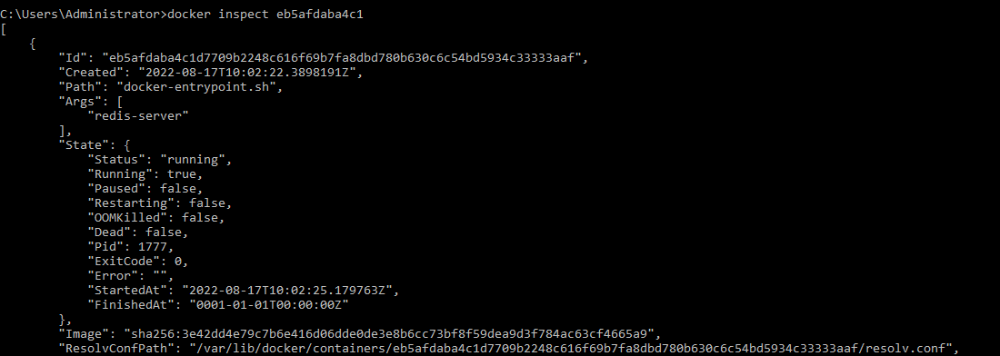 C:\Users\Administrator>docker inspect eb5afdaba4c1
[
    {
        "Id": "eb5afdaba4c1d7709b2248c616f69b7fa8dbd780b630c6c54bd5934c33333aaf",
        "Created": "2022-08-17T10:02:22.3898191Z",
        "Path": "docker-entrypoint.sh",
        "Args": [
            "redis-server"
        ],
        "State": {
            "Status": "running",
            "Running": true,
            "Paused": false,
            "Restarting": false,
            "OOMKilled": false,
            "Dead": false,
            "Pid": 1777,
            "ExitCode": 0,
            "Error": "",
            "StartedAt": "2022-08-17T10:02:25.179763Z",
            "FinishedAt": "0001-01-01T00:00:00Z"
        },
        "Image": "sha256:3e42dd4e79c7b6e416d06dde0de3e8b6cc73bf8f59dea9d3f784ac63cf4665a9",
        "ResolvConfPath": "/var/lib/docker/containers/eb5afdaba4c1d7709b2248c616f69b7fa8dbd780b630c6c54bd5934c33333aaf/resolv.conf",